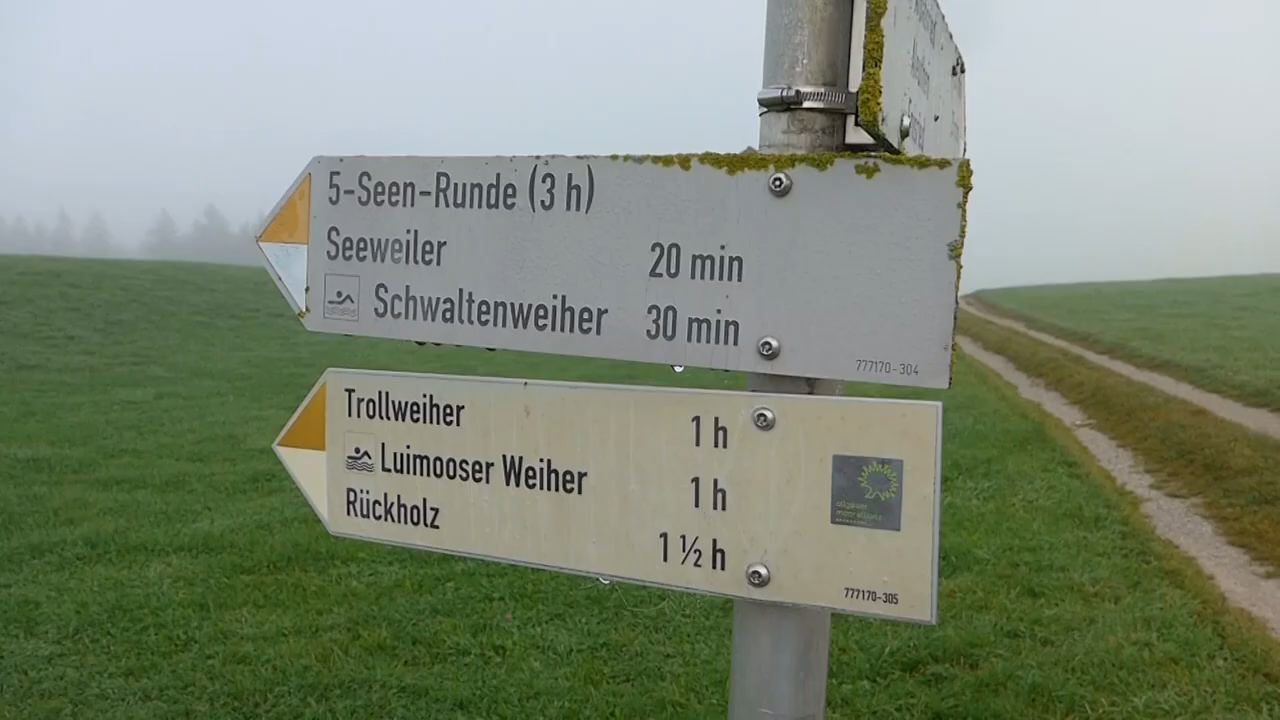 5-Seen-Runde (3 h)
Seeweiler 20 min
Schwaltenweiher 30 min
777170-304
Trollweiher 1 h
Luimooser Weiher 1 h
Rückholz 1 ½ h
777170-305